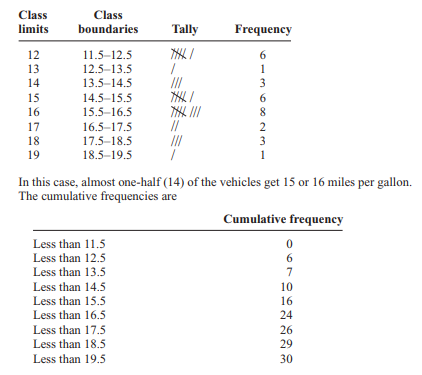 Class limits Class boundaries Tally Frequency
12 11.5–12.5 6
13 12.5–13.5 1
14 13.5–14.5 3
15 14.5–15.5 6
16 15.5–16.5 8
17 16.5–17.5 2
18 17.5–18.5 3
19 18.5–19.5 1
In this case, almost one-half (14) of the vehicles get 15 or 16 miles per gallon.
The cumulative frequencies are
Cumulative frequency
Less than 11.5 0
Less than 12.5 6
Less than 13.5 7
Less than 14.5 10
Less than 15.5 16
Less than 16.5 24
Less than 17.5 26
Less than 18.5 29
Less than 19.5 30